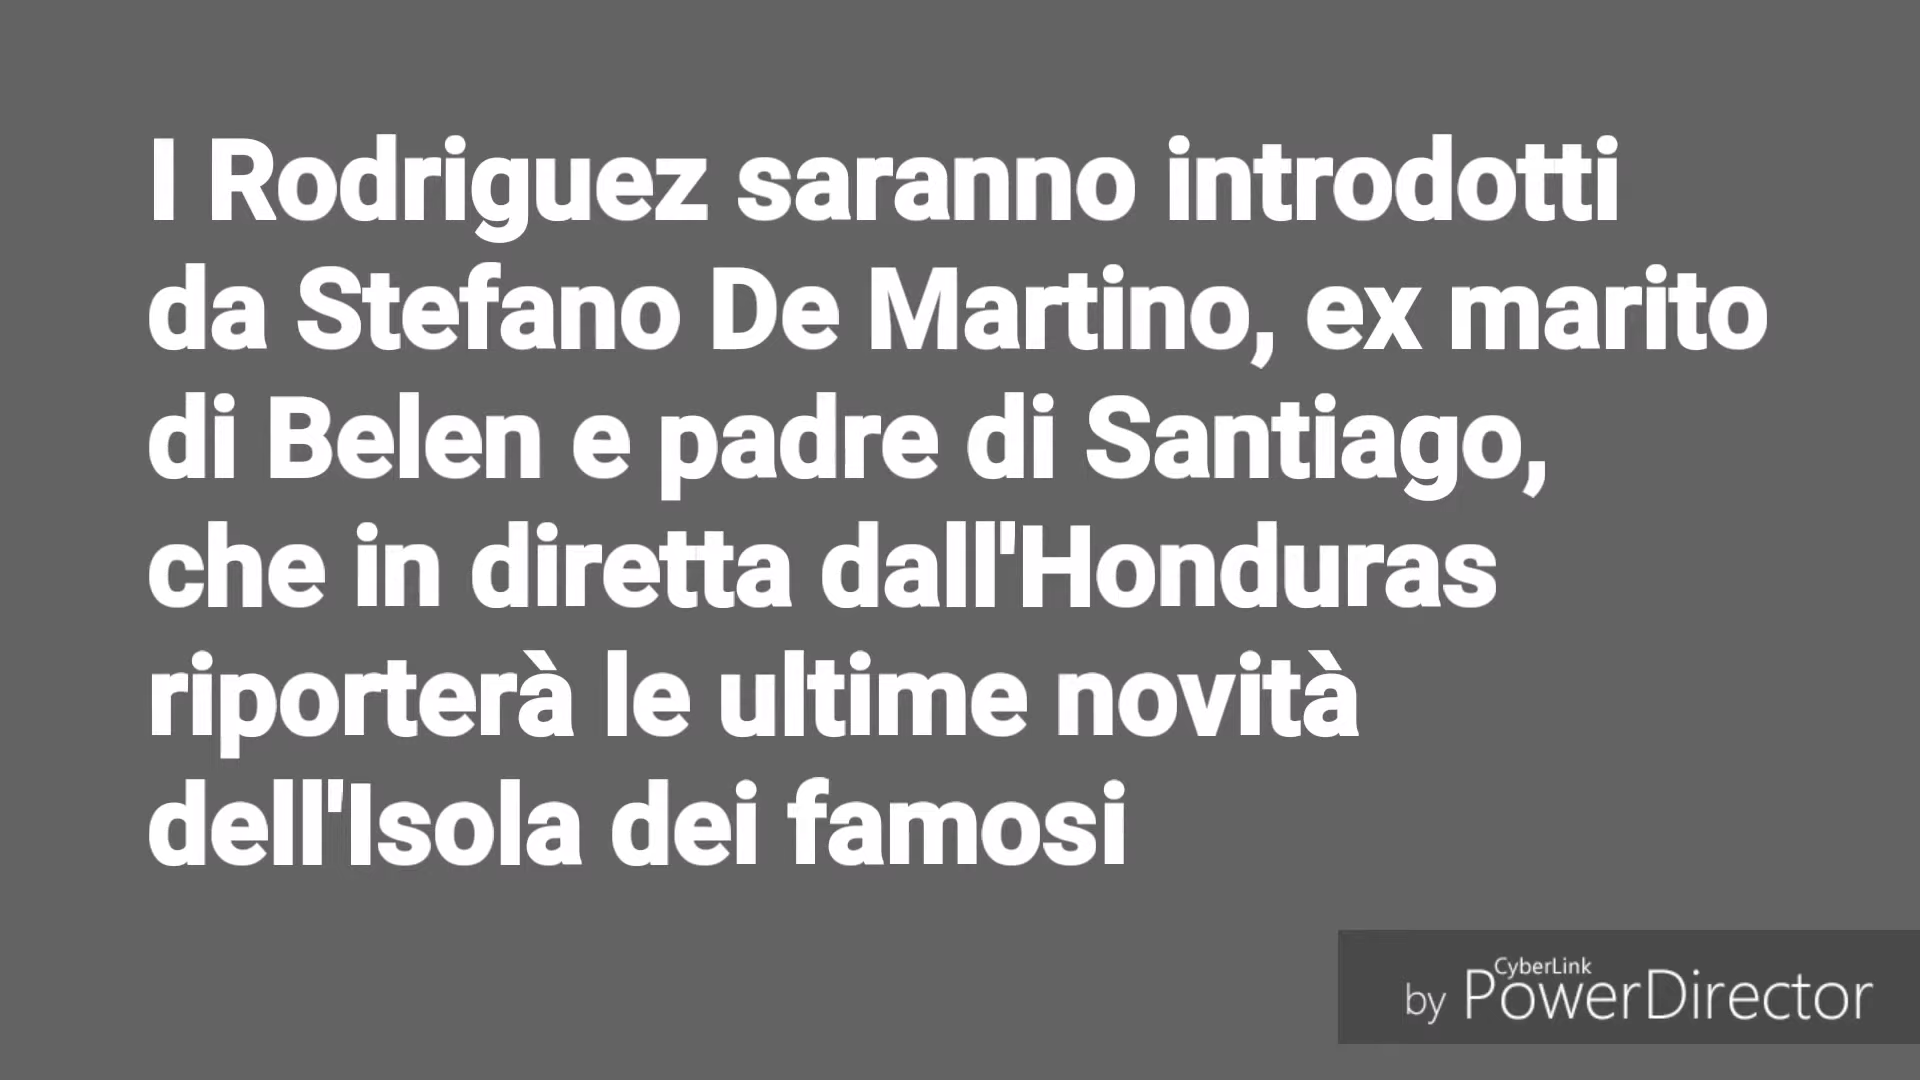 I Rodriguez saranno introdotti
da Stefano De Martino, ex marito
di Belen e padre di Santiago,
che in diretta dall'Honduras
riporterà le ultime novità
dell'Isola dei famosi
CyberLink
by PowerDirector